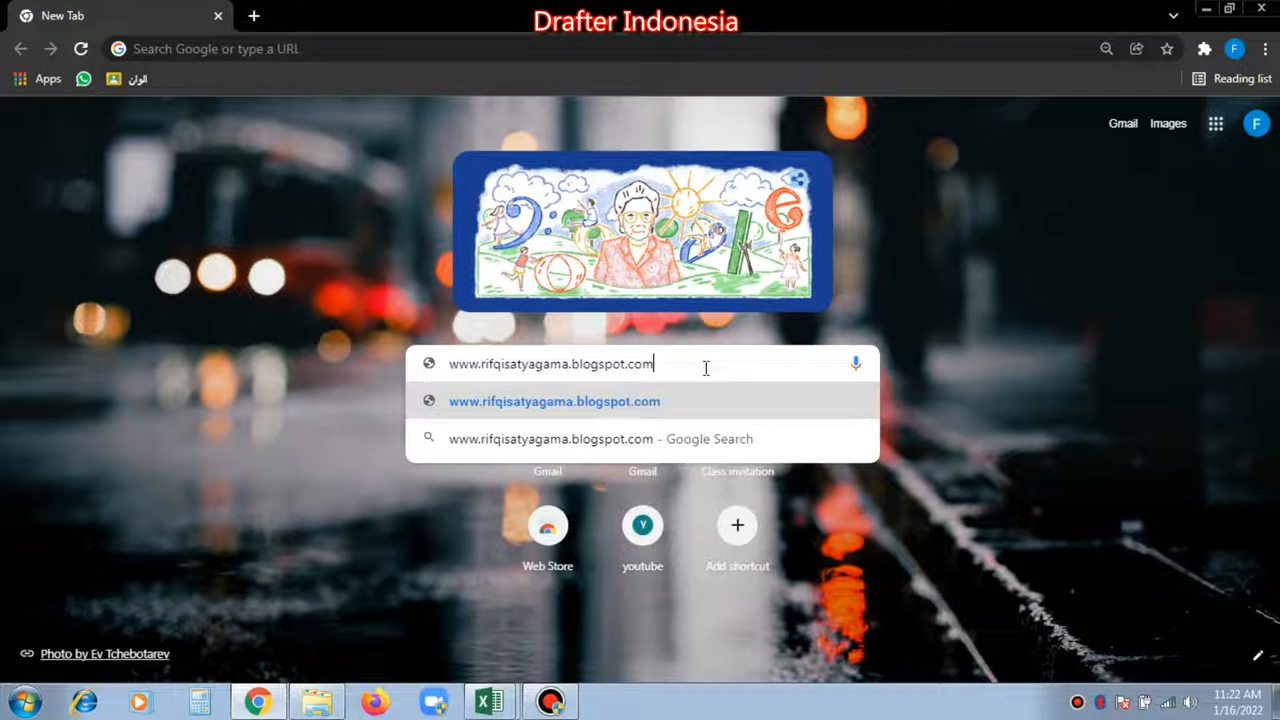 Drafter Indonesia
New Tab
Search Google or type a URL
Apps
الوان
Reading list
F
Gmail
Images
F
www.rifqisatyagama.blogspot.com
www.rifqisatyagama.blogspot.com
www.rifqisatyagama.blogspot.com - Google Search
Gmail
Gmail
Class invitation
Y
Web Store
youtube
Add shortcut
Photo by Ev Tchebotarev
11:22 AM
1/16/2022